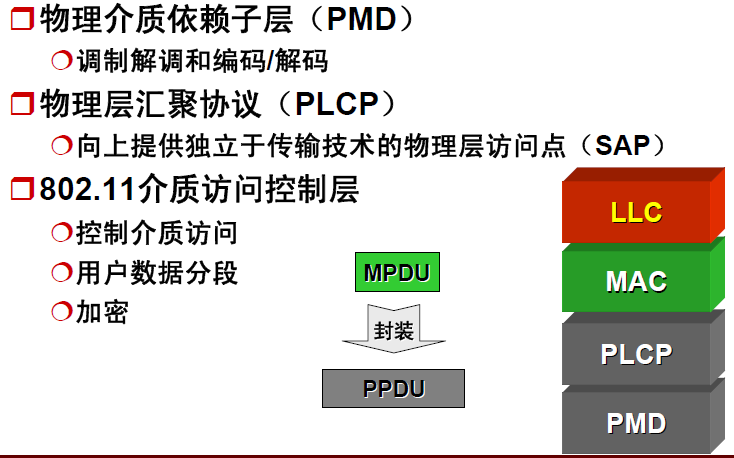 物理介质依赖子层（PMD）
调制解调和编码/解码
物理层汇聚协议（PLCP）
向上提供独立于传输技术的物理层访问点（SAP）
802.11介质访问控制层
控制介质访问
用户数据分段
加密
MPDU
封装
PPDU
LLC
MAC
PLCP
PMD